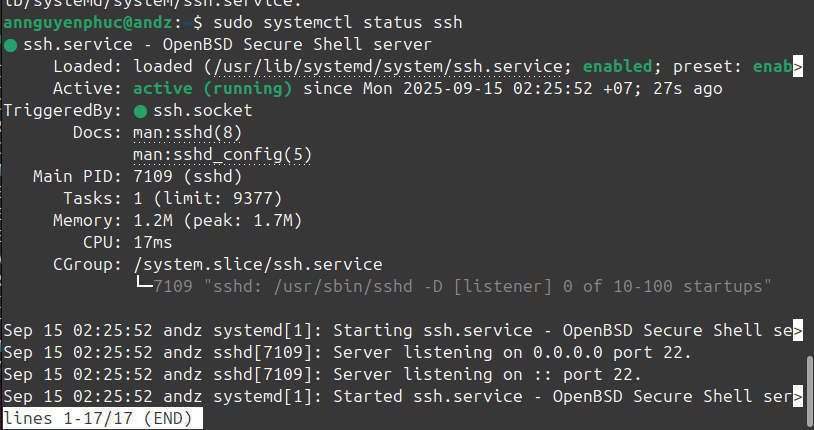 lib/systemd/system/ssh.service.
annguyenphuc@andz:~$ sudo systemctl status ssh
● ssh.service - OpenBSD Secure Shell server
Loaded: loaded (/usr/lib/systemd/system/ssh.service; enabled; preset: enab>
Active: active (running) since Mon 2025-09-15 02:25:52 +07; 27s ago
TriggeredBy: ● ssh.socket
Docs: man:sshd(8)
man:sshd_config(5)
Main PID: 7109 (sshd)
Tasks: 1 (limit: 9377)
Memory: 1.2M (peak: 1.7M)
CPU: 17ms
CGroup: /system.slice/ssh.service
└─7109 "sshd: /usr/sbin/sshd -D [listener] 0 of 10-100 startups"
Sep 15 02:25:52 andz systemd[1]: Starting ssh.service - OpenBSD Secure Shell se>
Sep 15 02:25:52 andz sshd[7109]: Server listening on 0.0.0.0 port 22.
Sep 15 02:25:52 andz sshd[7109]: Server listening on :: port 22.
Sep 15 02:25:52 andz systemd[1]: Started ssh.service - OpenBSD Secure Shell ser>
lines 1-17/17 (END)